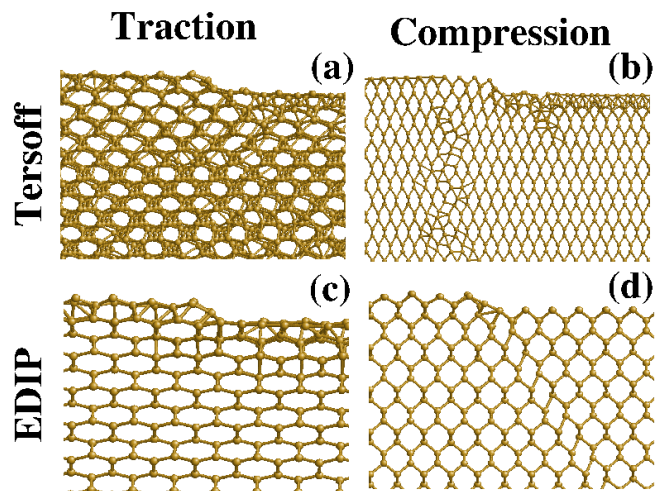 Traction
Compression
(a)
(b)
Tersoff
(c)
(d)
EDIP